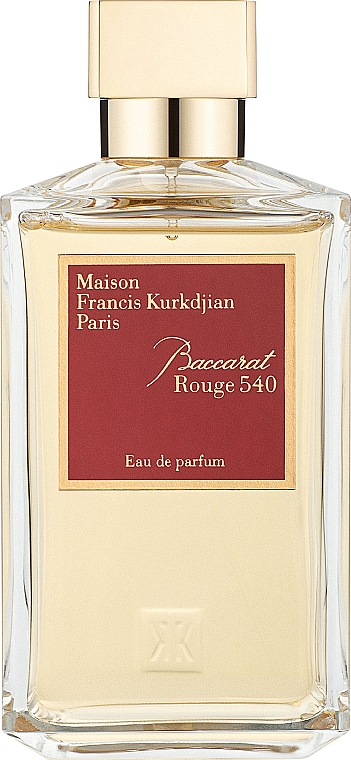 Maison
Francis Kurkdjian
Paris
Baccarat
Rouge 540
Eau de parfum